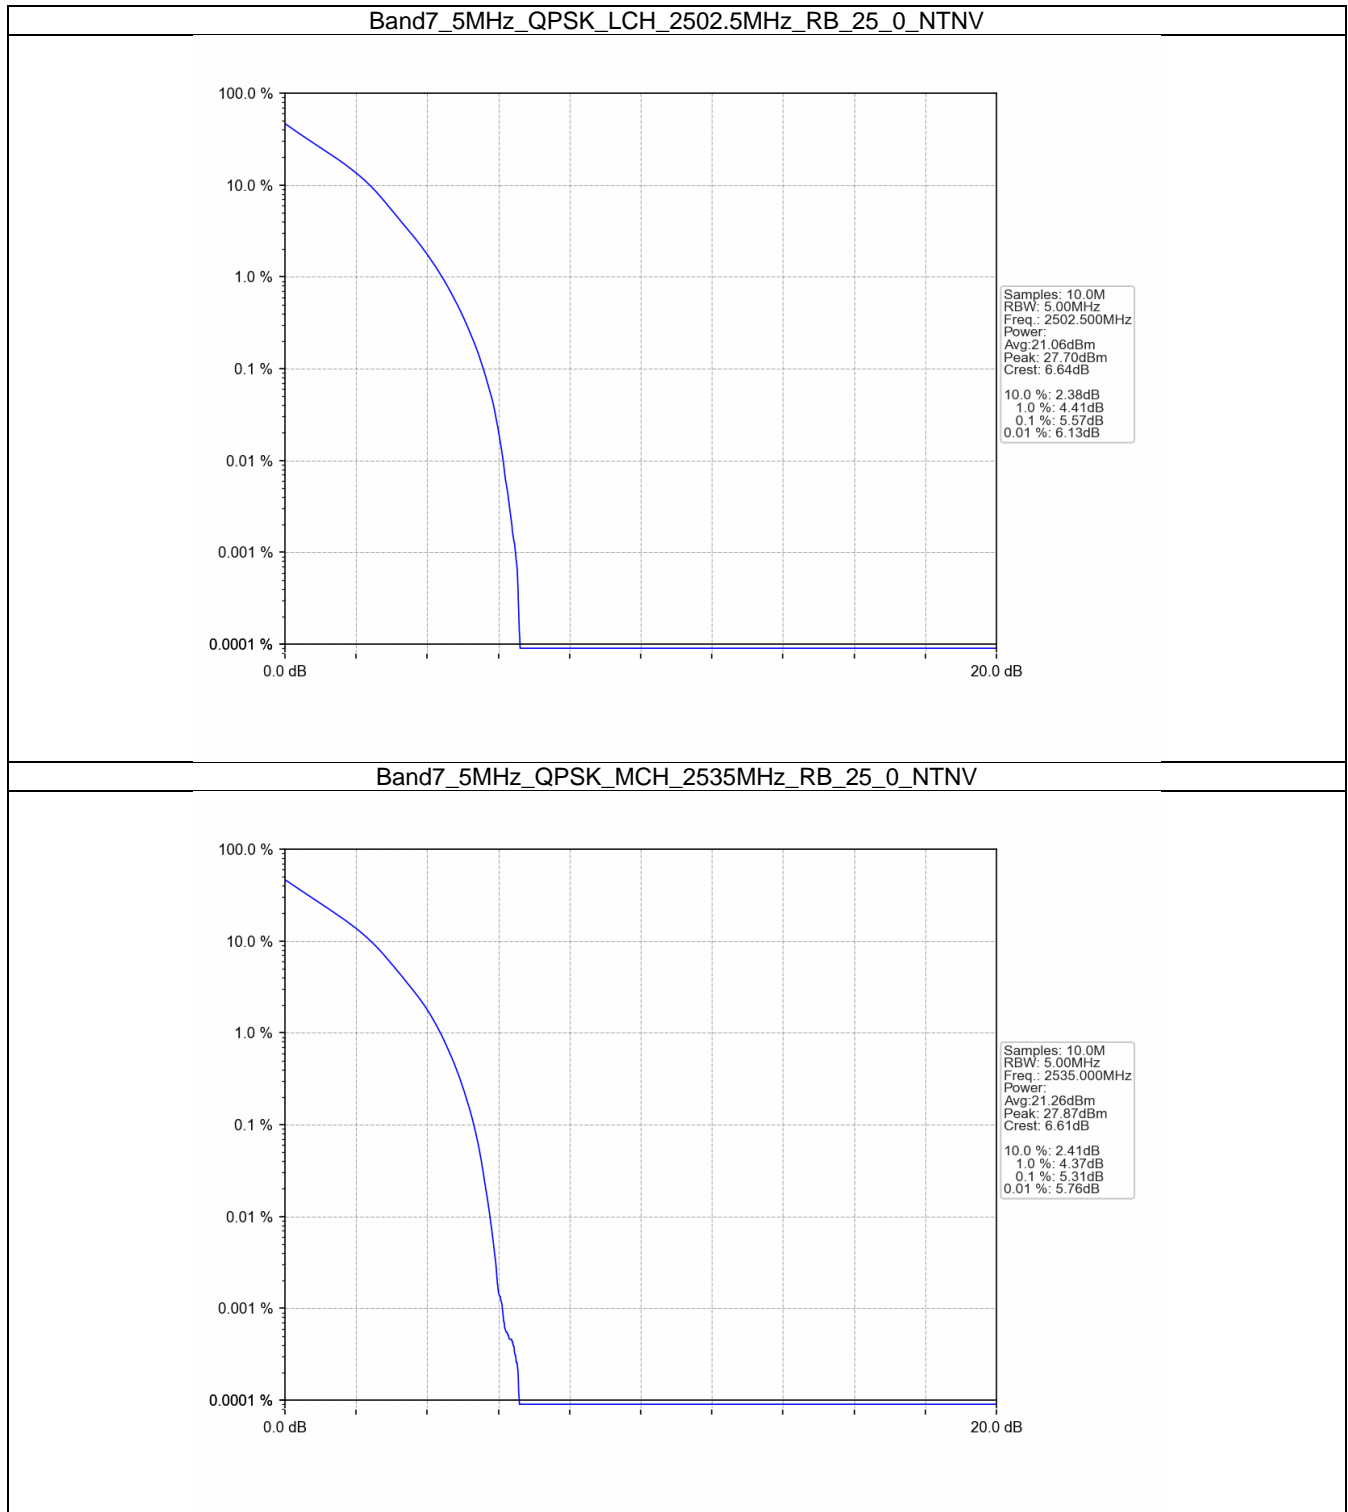 Band7_5MHz_QPSK_LCH_2502.5MHz_RB_25_0_NTNV
100.0 %
10.0 %
1.0 %
0.1 %
0.01 %
0.001 %
0.0001 %
0.0 dB
20.0 dB
Samples: 10.0M
RBW: 5.00MHz
Freq.: 2502.500MHz
Power:
Avg:21.06dBm
Peak: 27.70dBm
Crest: 6.64dB
10.0 %: 2.38dB
1.0 %: 4.41dB
0.1 %: 5.57dB
0.01 %: 6.13dB
Band7_5MHz_QPSK_MCH_2535MHz_RB_25_0_NTNV
100.0 %
10.0 %
1.0 %
0.1 %
0.01 %
0.001 %
0.0001 %
0.0 dB
20.0 dB
Samples: 10.0M
RBW: 5.00MHz
Freq.: 2535.000MHz
Power:
Avg:21.26dBm
Peak: 27.87dBm
Crest: 6.61dB
10.0 %: 2.41dB
1.0 %: 4.37dB
0.1 %: 5.31dB
0.01 %: 5.76dB